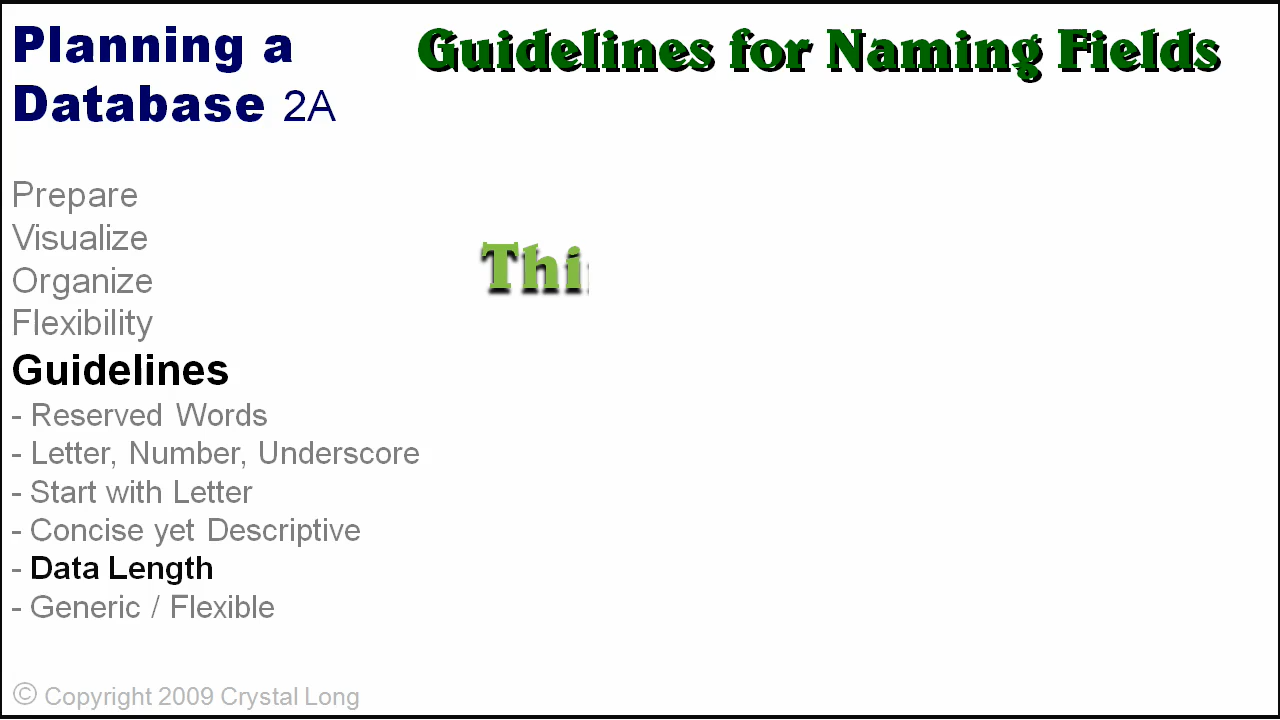 Planning a
Database 2A
Guidelines for Naming Fields
Prepare
Visualize
Organize
Flexibility
Guidelines
- Reserved Words
- Letter, Number, Underscore
- Start with Letter
- Concise yet Descriptive
- Data Length
- Generic / Flexible
Thi
© Copyright 2009 Crystal Long